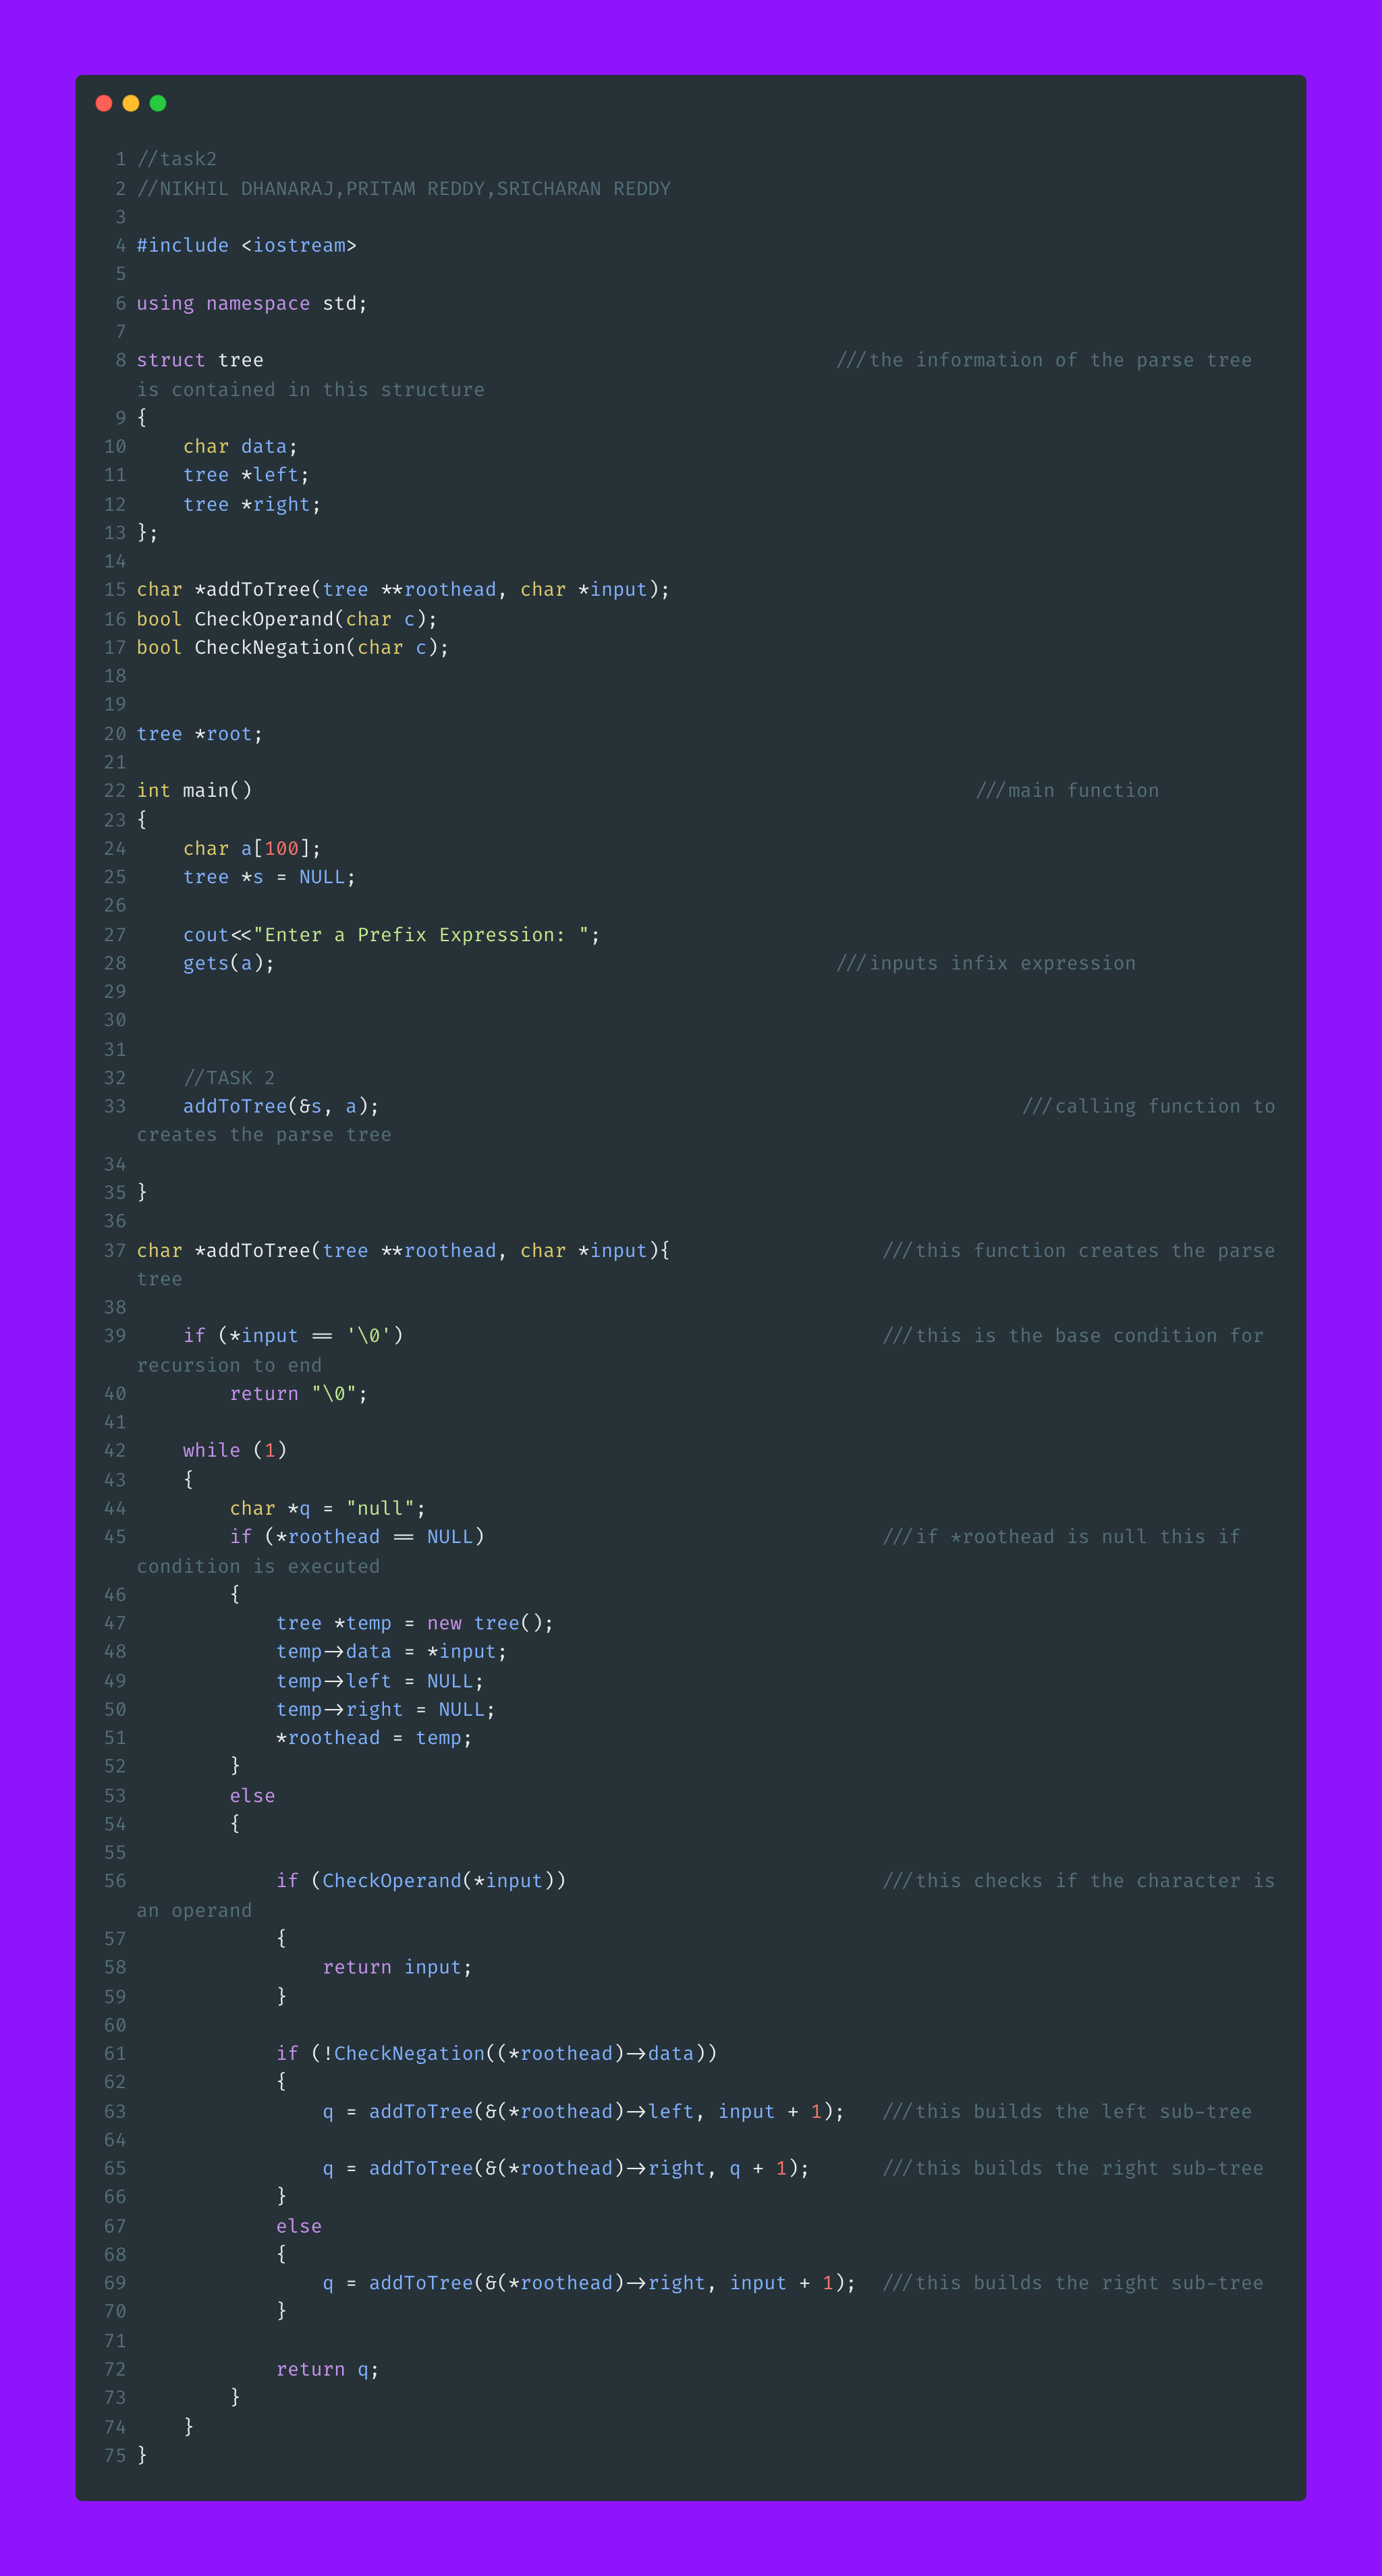 1 //task2
2 //NIKHIL DHANARAJ,PRITAM REDDY,SRICHARAN REDDY
3
4 #include <iostream>
5
6 using namespace std;
7
8 struct tree ///the information of the parse tree
is contained in this structure
9 {
10 char data;
11 tree *left;
12 tree *right;
13 };
14
15 char *addToTree(tree **roothead, char *input);
16 bool CheckOperand(char c);
17 bool CheckNegation(char c);
18
19
20 tree *root;
21
22 int main() ///main function
23 {
24 char a[100];
25 tree *s = NULL;
26
27 cout<<"Enter a Prefix Expression: ";
28 gets(a); ///inputs infix expression
29
30
31
32 //TASK 2
33 addToTree(&s, a); ///calling function to
creates the parse tree
34
35 }
36
37 char *addToTree(tree **roothead, char *input){ ///this function creates the parse
tree
38
39 if (*input == '\0') ///this is the base condition for
recursion to end
40 return "\0";
41
42 while (1)
43 {
44 char *q = "null";
45 if (*roothead == NULL) ///if *roothead is null this if
condition is executed
46 {
47 tree *temp = new tree();
48 temp->data = *input;
49 temp->left = NULL;
50 temp->right = NULL;
51 *roothead = temp;
52 }
53 else
54 {
55
56 if (CheckOperand(*input)) ///this checks if the character is
an operand
57 {
58 return input;
59 }
60
61 if (!CheckNegation((*roothead)->data))
62 {
63 q = addToTree(&(*roothead)->left, input + 1); ///this builds the left sub-tree
64
65 q = addToTree(&(*roothead)->right, q + 1); ///this builds the right sub-tree
66 }
67 else
68 {
69 q = addToTree(&(*roothead)->right, input + 1); ///this builds the right sub-tree
70 }
71
72 return q;
73 }
74 }
75 }